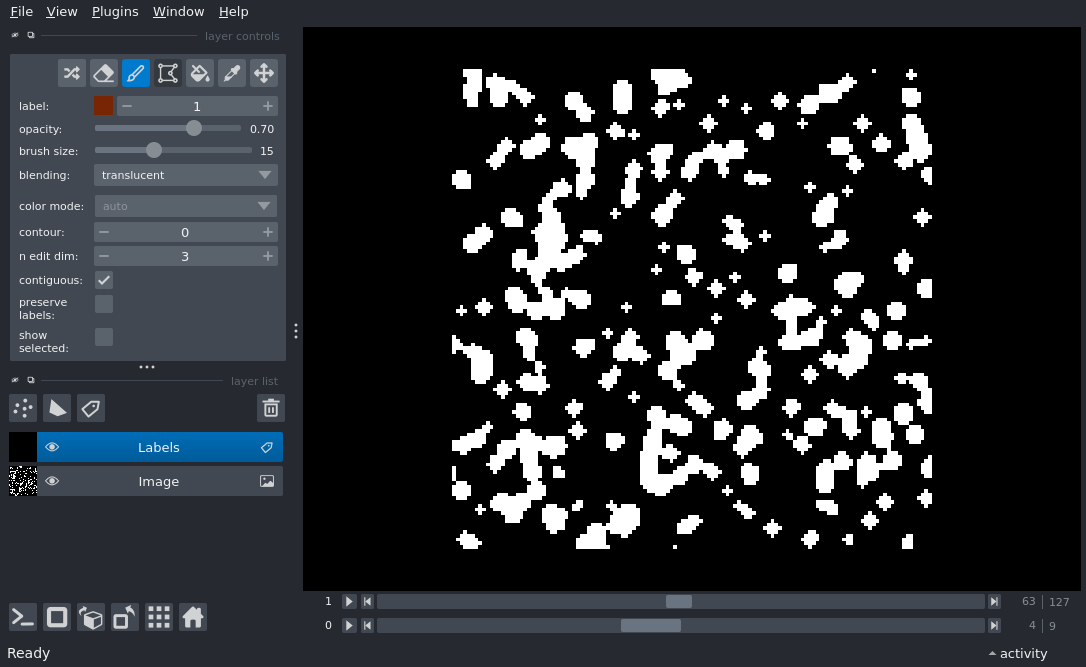 File View Plugins Window Help
layer controls
label: 1
opacity: 0.70
brush size: 15
blending: translucent
color mode: auto
contour: 0
n edit dim: 3
contiguous:
preserve
labels:
show
selected:
layer list
Labels
Image
1 63 127
0 4 9
Ready activity